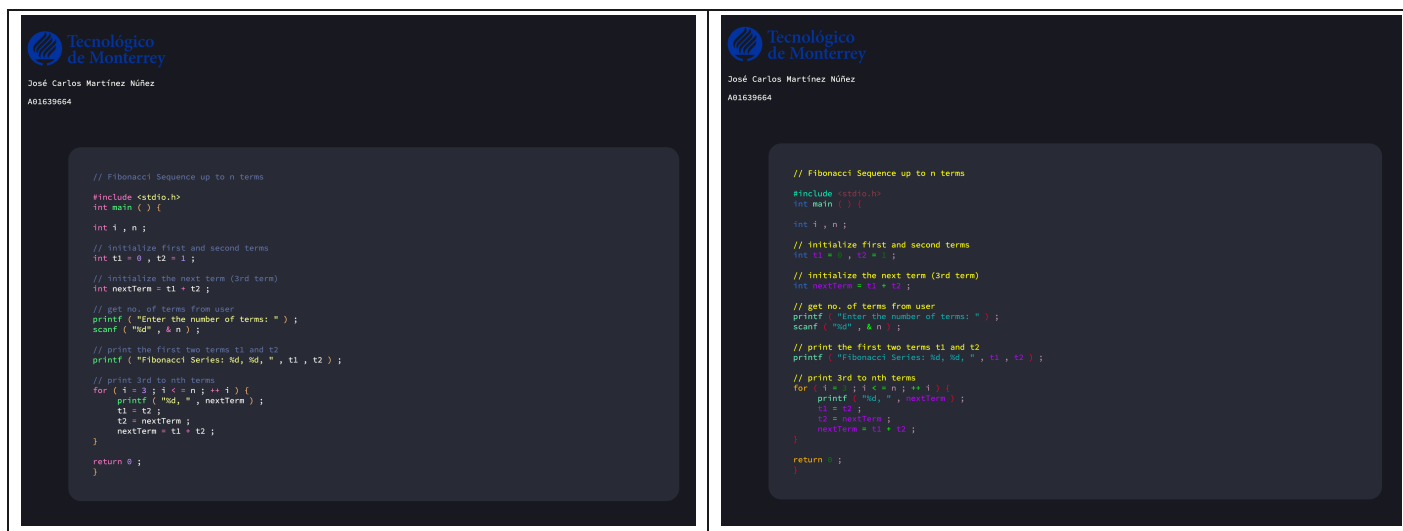 Tecnológico
de Monterrey
José Carlos Martínez Núñez
A01639664
// Fibonacci Sequence up to n terms
#include <stdio.h>
int main ( ) {
int i , n ;
// initialize first and second terms
int t1 = 0 , t2 = 1 ;
// initialize the next term (3rd term)
int nextTerm = t1 + t2 ;
// get no. of terms from user
printf ( "Enter the number of terms: " ) ;
scanf ( "%d" , & n ) ;
// print the first two terms t1 and t2
printf ( "Fibonacci Series: %d, %d, " , t1 , t2 ) ;
// print 3rd to nth terms
for ( i = 3 ; i < = n ; ++ i ) {
printf ( "%d, " , nextTerm ) ;
t1 = t2 ;
t2 = nextTerm ;
nextTerm = t1 + t2 ;
}
return 0 ;
}
Tecnológico
de Monterrey
José Carlos Martínez Núñez
A01639664
// Fibonacci Sequence up to n terms
#include <stdio.h>
int main ( ) {
int i , n ;
// initialize first and second terms
int t1 = 0 , t2 = 1 ;
// initialize the next term (3rd term)
int nextTerm = t1 + t2 ;
// get no. of terms from user
printf ( "Enter the number of terms: " ) ;
scanf ( "%d" , & n ) ;
// print the first two terms t1 and t2
printf ( "Fibonacci Series: %d, %d, " , t1 , t2 ) ;
// print 3rd to nth terms
for ( i = 3 ; i < = n ; ++ i ) {
printf ( "%d, " , nextTerm ) ;
t1 = t2 ;
t2 = nextTerm ;
nextTerm = t1 + t2 ;
}
return 0 ;
}